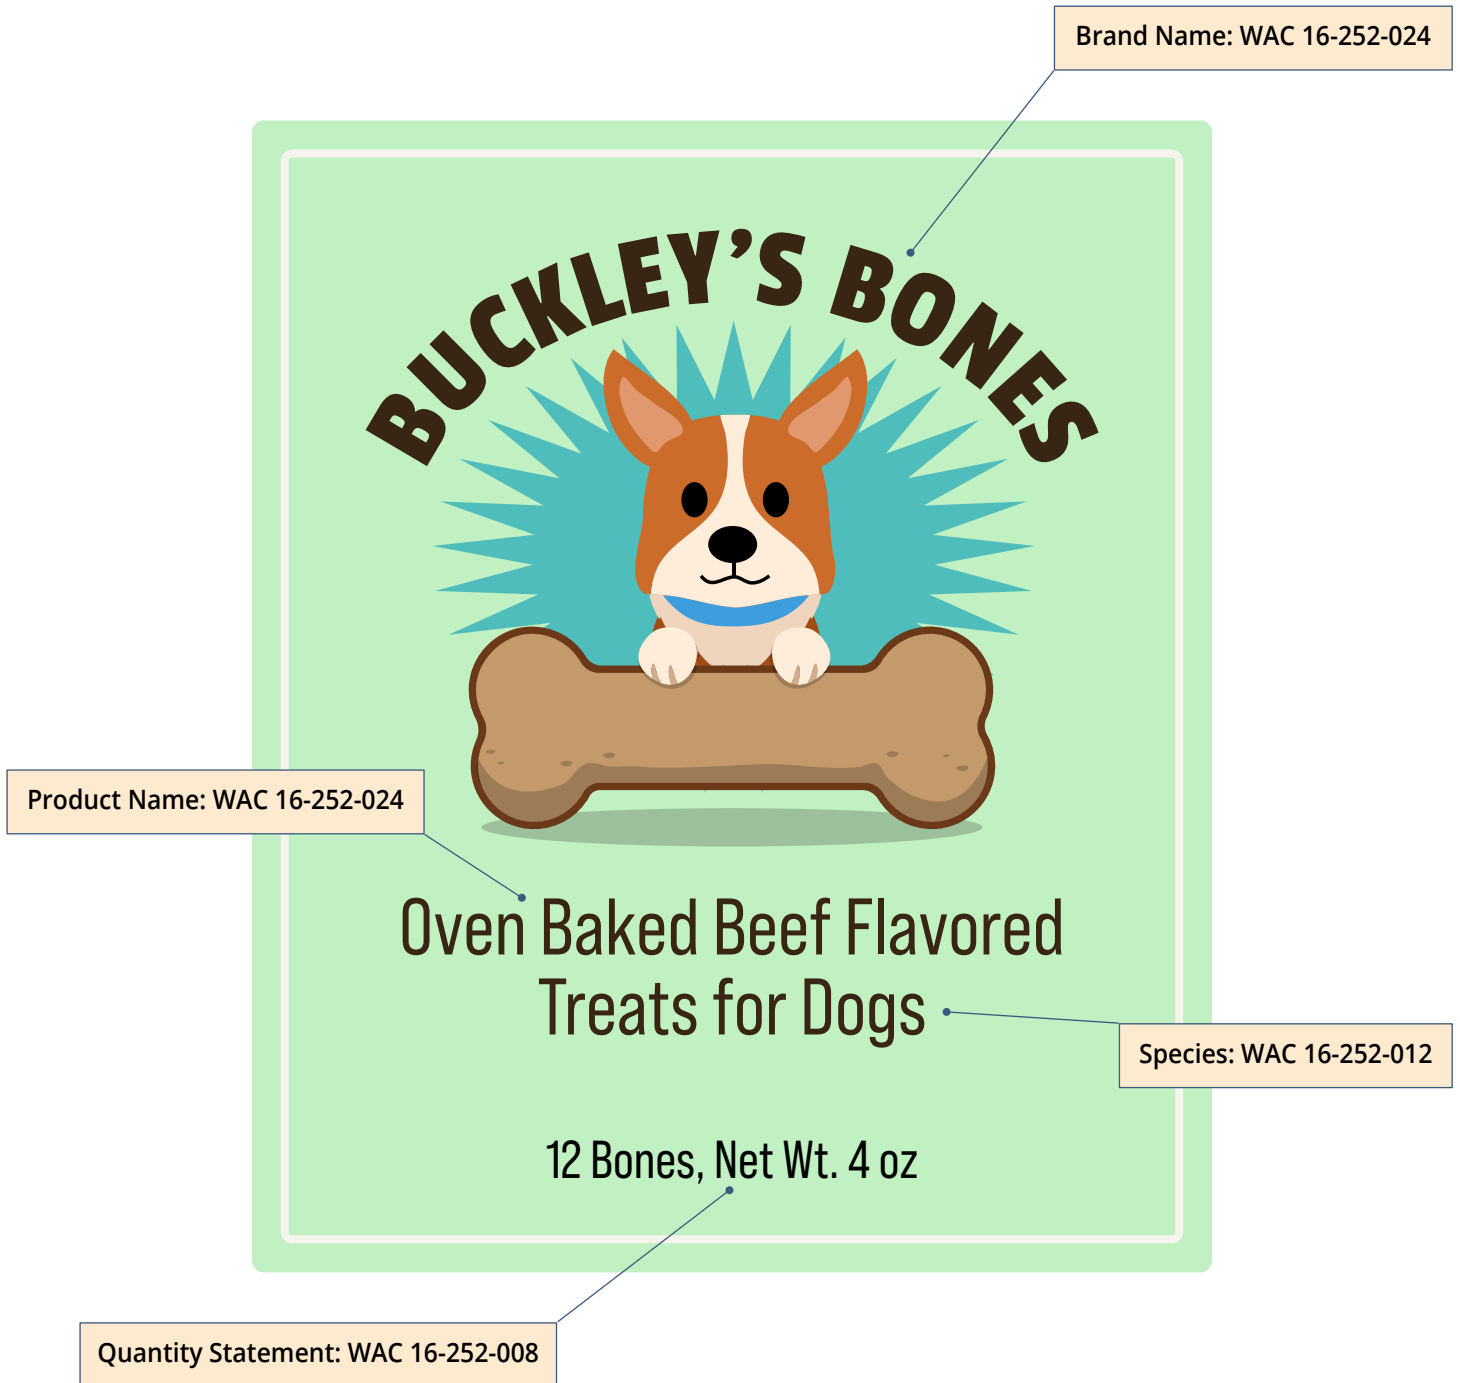 Brand Name: WAC 16-252-024
BUCKLEY’S BONES
Product Name: WAC 16-252-024
Oven Baked Beef Flavored
Treats for Dogs
Species: WAC 16-252-012
12 Bones, Net Wt. 4 oz
Quantity Statement: WAC 16-252-008